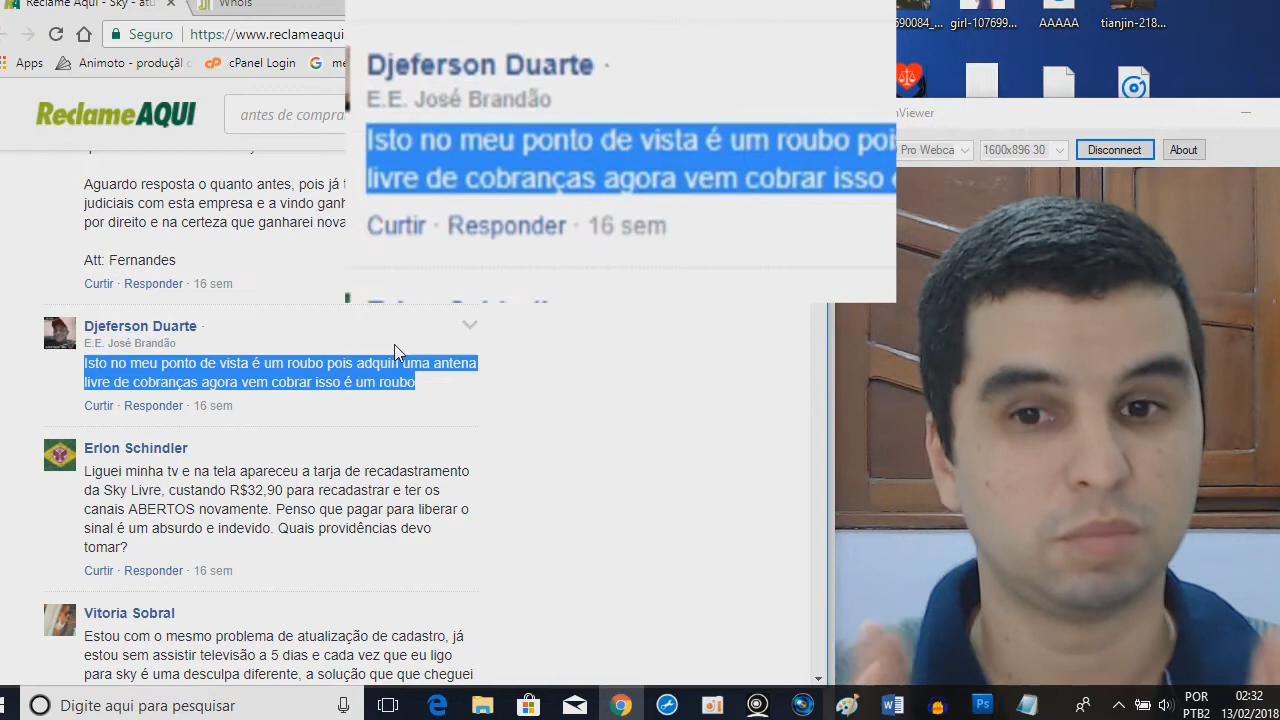 Reclame Aqui - Sky - atu
Whois
Seguro
https://www.reclameaqui
Apps
Animoto - produçã
cPanel Login
ReclameAQUI
antes de compra
Aguardo resposta o quanto antes, pois já
judiciais com esta empresa e a vindo ganh
por direito e na certeza que ganharei nova
Att: Fernandes
Curtir · Responder · 16 sem
Djeferson Duarte ·
E.E. José Brandão
Isto no meu ponto de vista é um roubo poi
livre de cobranças agora vem cobrar isso
Curtir · Responder · 16 sem
Djeferson Duarte ·
E.E. José Brandão
Isto no meu ponto de vista é um roubo pois adquiri uma antena
livre de cobranças agora vem cobrar isso é um roubo
Curtir · Responder · 16 sem
Erlon Schindler
Liguei minha tv e na tela apareceu a tarja de recadastramento
da Sky Livre, custando R$32,90 para recadastrar e ter os
canais ABERTOS novamente. Penso que pagar para liberar o
sinal é um absurdo e indevido. Quais providências devo
tomar?
Curtir · Responder · 16 sem
Vitoria Sobral
Estou com o mesmo problema de atualização de cadastro, já
estou sem assistir televisão a 5 dias e cada vez que eu ligo
para sky é uma desculpa diferente, a solução que que cheguei
690084_...
girl-107699...
AAAAA
tianjin-218...
nViewer
Pro Webca
1600x896 30
Disconnect
About
Digite aqui para pesquisar
POR
PTB2
02:32
13/02/2018